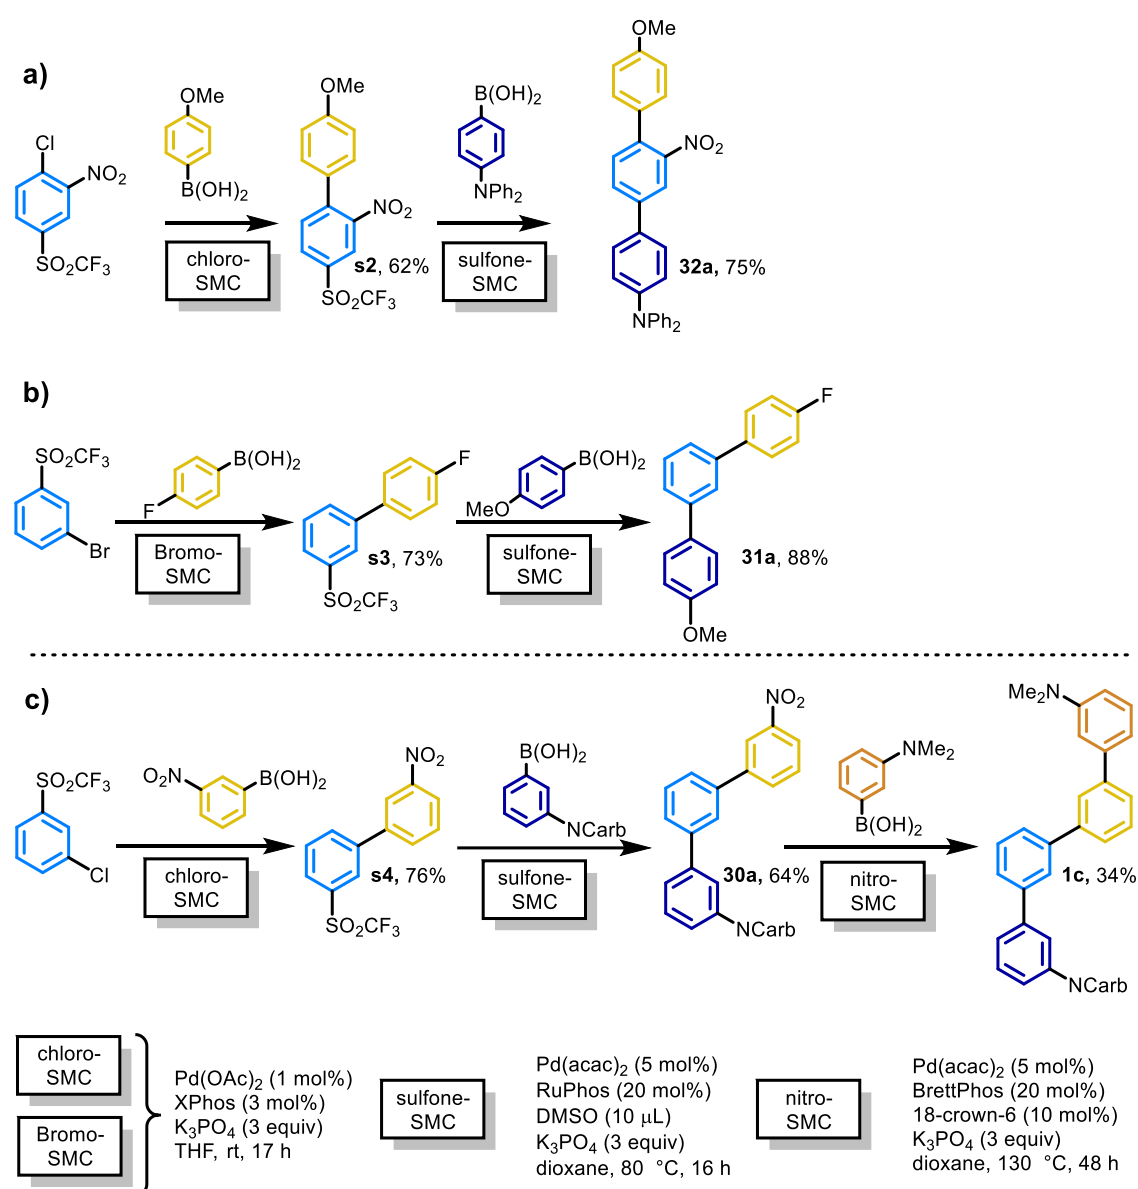 a)
Cl
NO2
SO2CF3
OMe
B(OH)2
chloro-
SMC
OMe
NO2
s2, 62%
SO2CF3
B(OH)2
NPh2
sulfone-
SMC
OMe
NO2
32a, 75%
NPh2
b)
SO2CF3
Br
B(OH)2
F
Bromo-
SMC
F
s3, 73%
SO2CF3
B(OH)2
MeO
sulfone-
SMC
F
31a, 88%
OMe
c)
SO2CF3
Cl
O2N
B(OH)2
chloro-
SMC
NO2
s4, 76%
SO2CF3
B(OH)2
NCarb
sulfone-
SMC
NO2
30a, 64%
NCarb
NMe2
B(OH)2
nitro-
SMC
Me2N
1c, 34%
NCarb
chloro-
SMC
Bromo-
SMC
Pd(OAc)2 (1 mol%)
XPhos (3 mol%)
K3PO4 (3 equiv)
THF, rt, 17 h
sulfone-
SMC
Pd(acac)2 (5 mol%)
RuPhos (20 mol%)
DMSO (10 μL)
K3PO4 (3 equiv)
dioxane, 80 °C, 16 h
nitro-
SMC
Pd(acac)2 (5 mol%)
BrettPhos (20 mol%)
18-crown-6 (10 mol%)
K3PO4 (3 equiv)
dioxane, 130 °C, 48 h